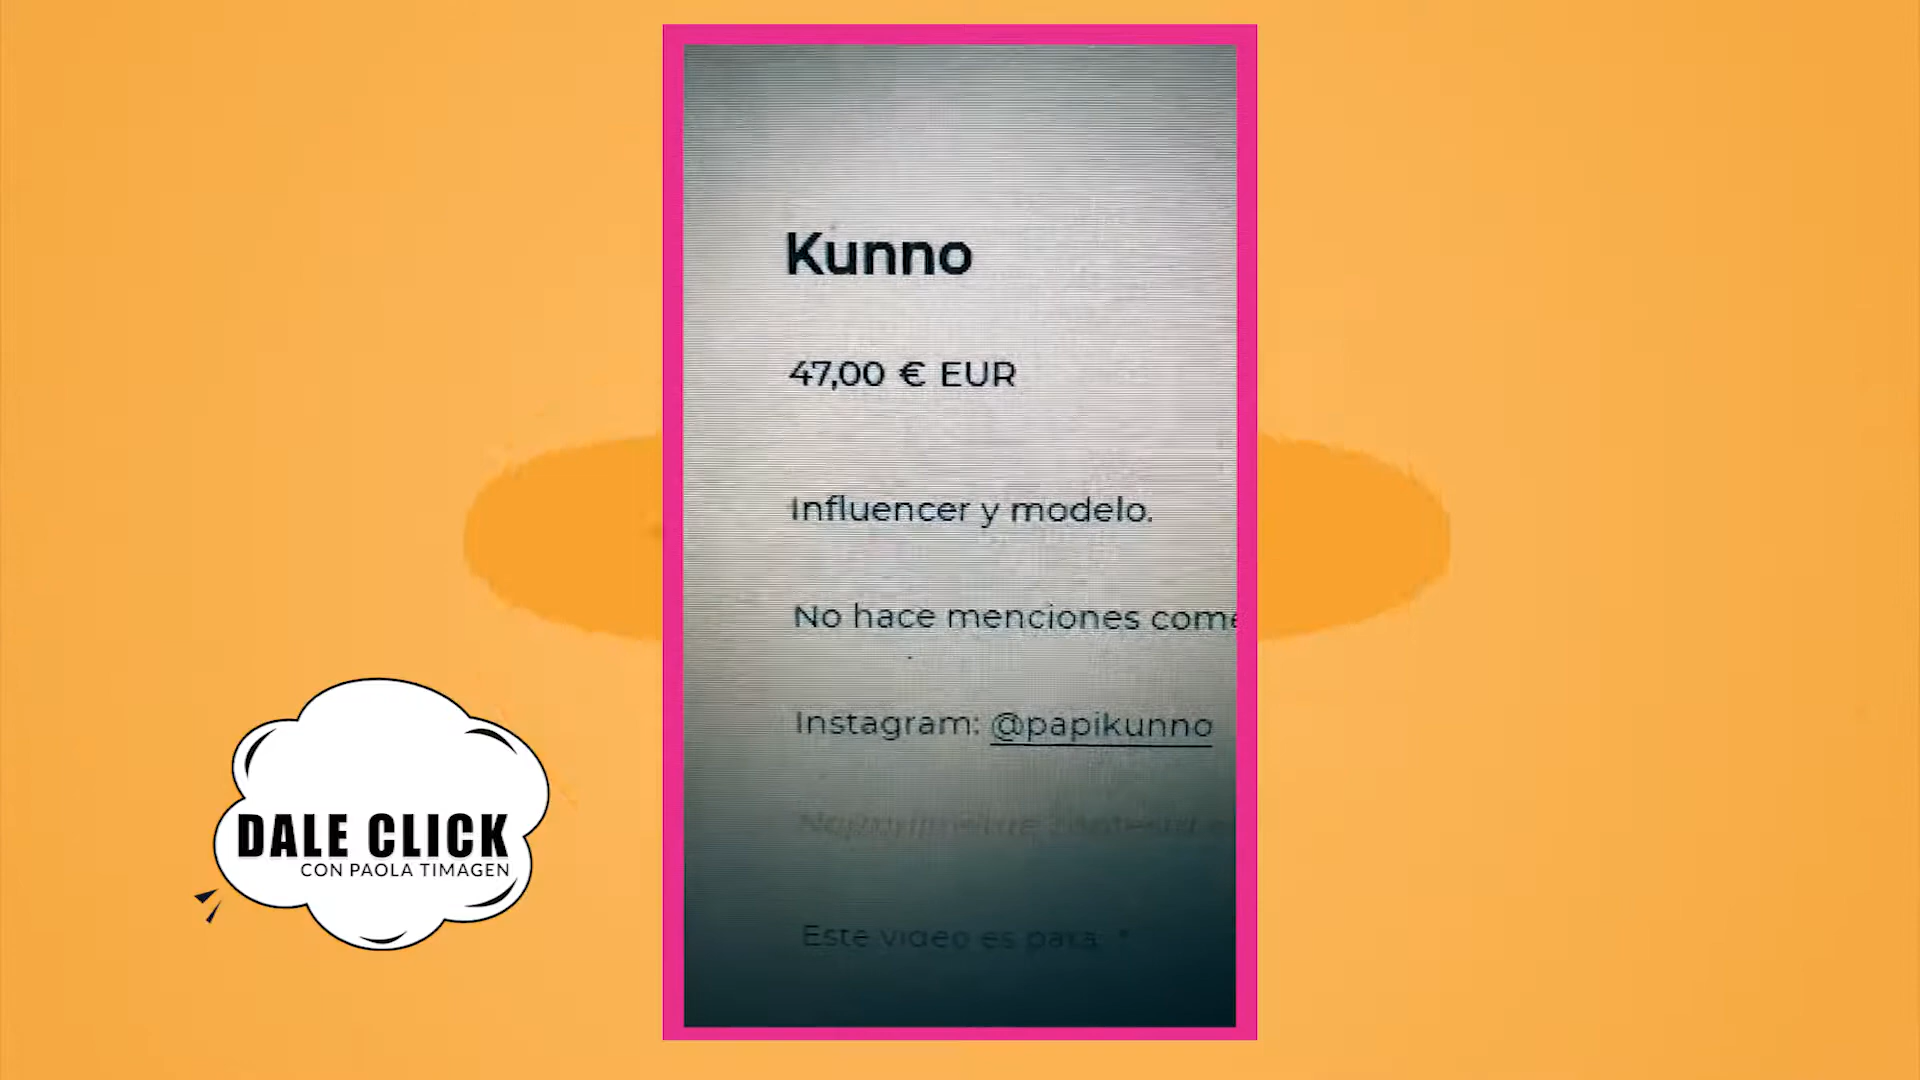 Kunno
47,00 € EUR
Influencer y modelo.
No hace menciones come
Instagram: @papikunno
Este video es para: *
DALE CLICK
CON PAOLA TIMAGEN